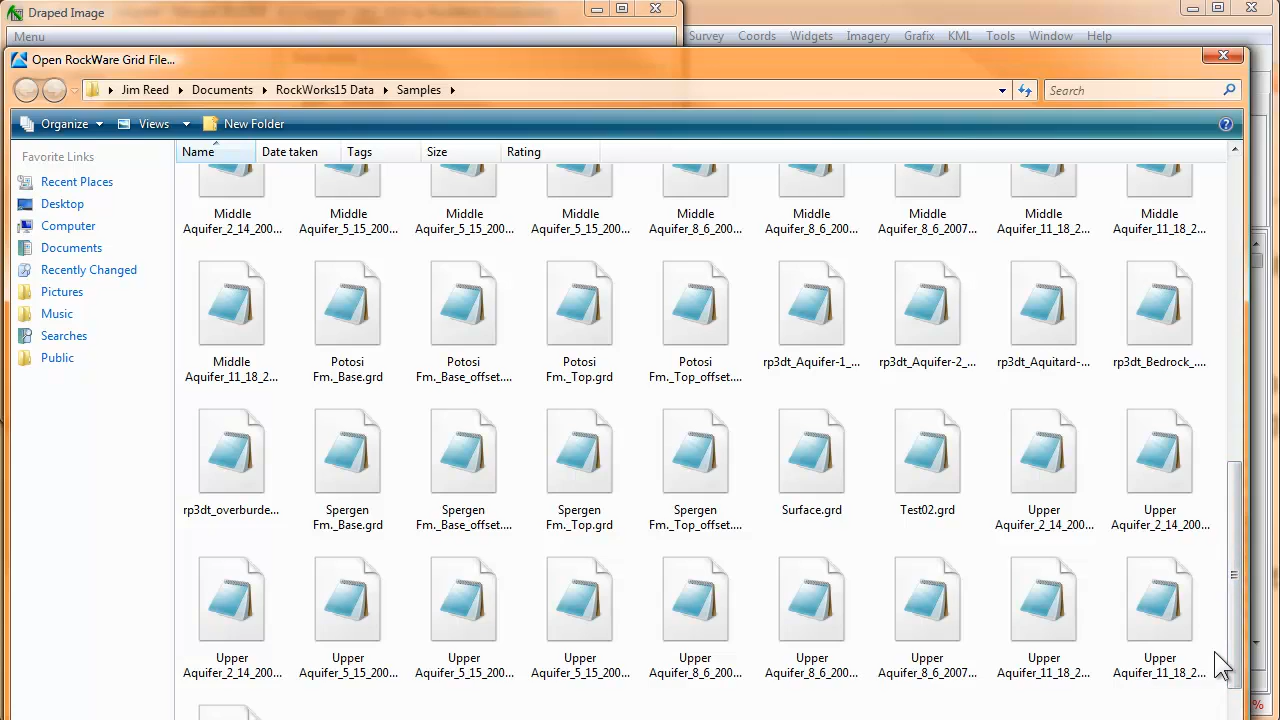 Draped Image
Menu
Survey Coords Widgets Imagery Grafix KML Tools Window Help
Open RockWare Grid File...
Jim Reed Documents RockWorks15 Data Samples
Search
Organize Views New Folder
Favorite Links
Name Date taken Tags Size Rating
Recent Places
Desktop
Computer
Documents
Recently Changed
Pictures
Music
Searches
Public
Middle Middle Middle Middle Middle Middle Middle Middle Middle
Aquifer_2_14_200... Aquifer_5_15_200... Aquifer_5_15_200... Aquifer_5_15_200... Aquifer_8_6_200... Aquifer_8_6_200... Aquifer_8_6_2007... Aquifer_11_18_2... Aquifer_11_18_2...
Middle Potosi Potosi Potosi Potosi rp3dt_Aquifer-1_... rp3dt_Aquifer-2_... rp3dt_Aquitard-... rp3dt_Bedrock_....
Aquifer_11_18_2... Fm._Base.grd Fm._Base_offset.... Fm._Top.grd Fm._Top_offset....
rp3dt_overburde... Spergen Spergen Spergen Spergen Surface.grd Test02.grd Upper Upper
Fm._Base.grd Fm._Base_offset.... Fm._Top.grd Fm._Top_offset.... Aquifer_2_14_200... Aquifer_2_14_200...
Upper Upper Upper Upper Upper Upper Upper Upper Upper
Aquifer_2_14_200... Aquifer_5_15_200... Aquifer_5_15_200... Aquifer_5_15_200... Aquifer_8_6_200... Aquifer_8_6_200... Aquifer_8_6_2007... Aquifer_11_18_2... Aquifer_11_18_2...
%